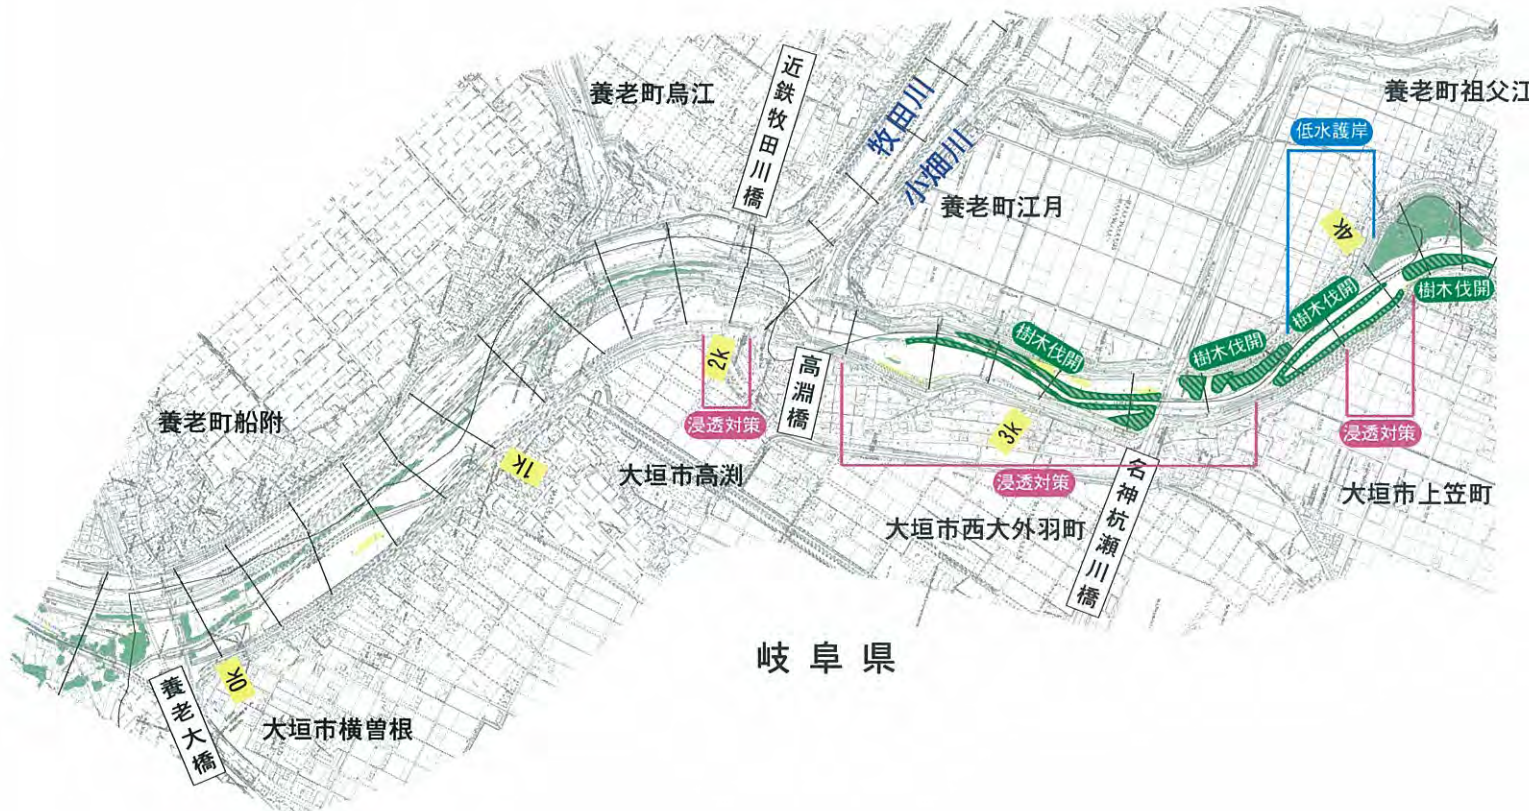 養老町烏江
近鉄牧田川橋
牧田川
小畑川
養老町祖父江
低水護岸
養老町江月
4k
樹木伐開
樹木伐開
樹木伐開
樹木伐開
2k
高淵橋
養老町船附
浸透対策
3k
浸透対策
1k
大垣市高渕
浸透対策
名神杭瀬川橋
大垣市上笠町
大垣市西大外羽町
岐阜県
0k
養老大橋
大垣市横曽根